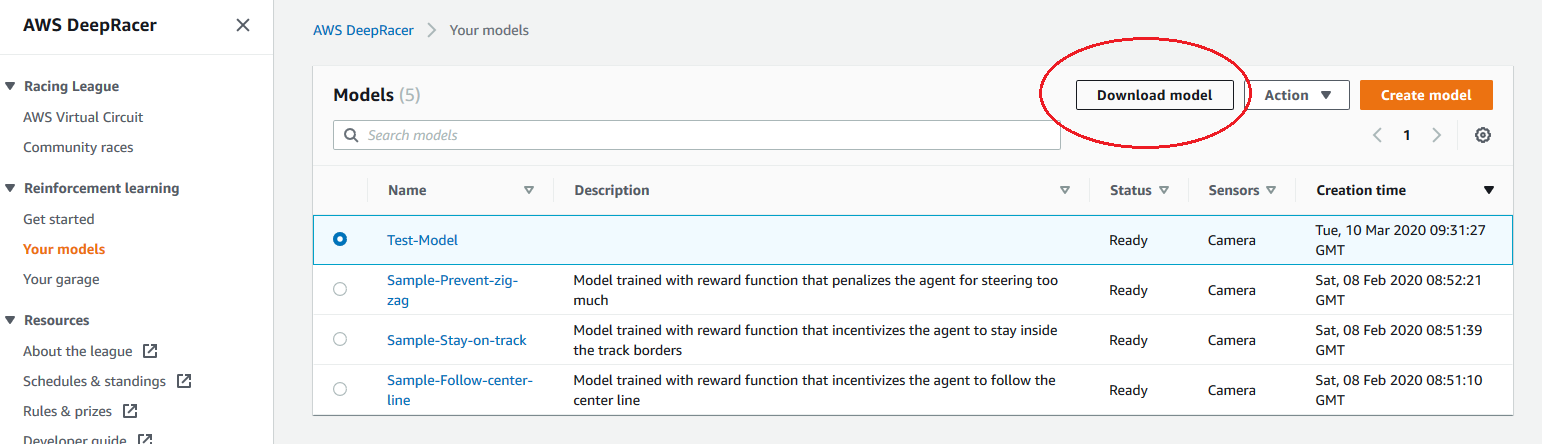 AWS DeepRacer
Racing League
AWS Virtual Circuit
Community races
Reinforcement learning
Get started
Your models
Your garage
Resources
About the league
Schedules & standings
Rules & prizes
Developer guide
AWS DeepRacer Your models
Models (5)
Download model
Action
Create model
Search models
1
Name Description Status Sensors Creation time
Test-Model Ready Camera Tue, 10 Mar 2020 09:31:27
GMT
Sample-Prevent-zig- Model trained with reward function that penalizes the agent for steering too Ready Camera Sat, 08 Feb 2020 08:52:21
zag much GMT
Sample-Stay-on-track Model trained with reward function that incentivizes the agent to stay inside Ready Camera Sat, 08 Feb 2020 08:51:39
the track borders GMT
Sample-Follow-center- Model trained with reward function that incentivizes the agent to follow the Ready Camera Sat, 08 Feb 2020 08:51:10
line center line GMT